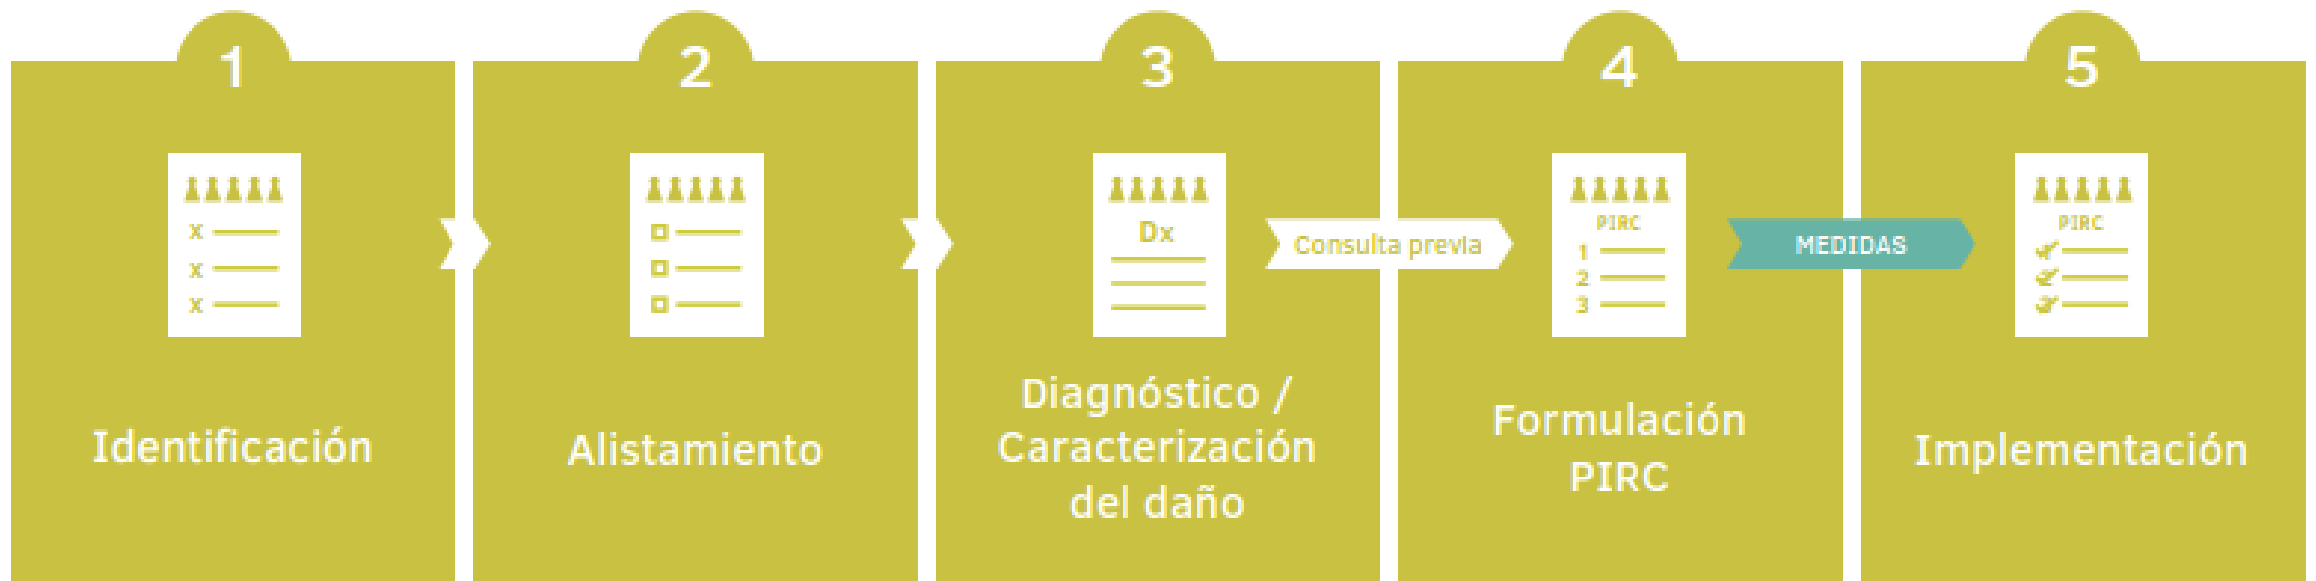 1
x
x
x
Identificación
2
Alistamiento
3
Dx
Diagnóstico /
Caracterización
del daño
Consulta previa
4
PIRC
1
2
3
Formulación
PIRC
MEDIDAS
5
PIRC
Implementación